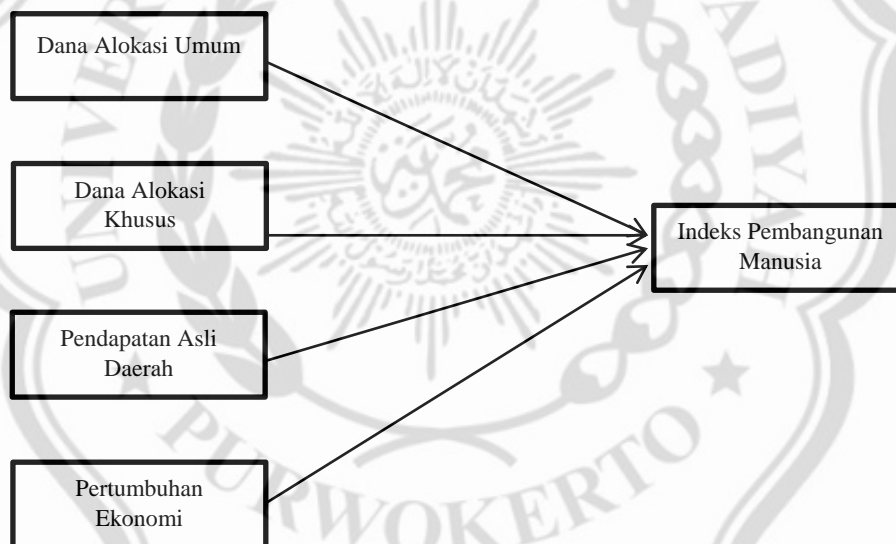 Dana Alokasi Umum
Dana Alokasi
Khusus
Pendapatan Asli
Daerah
Pertumbuhan
Ekonomi
Indeks Pembangunan
Manusia
PURWOKERTO